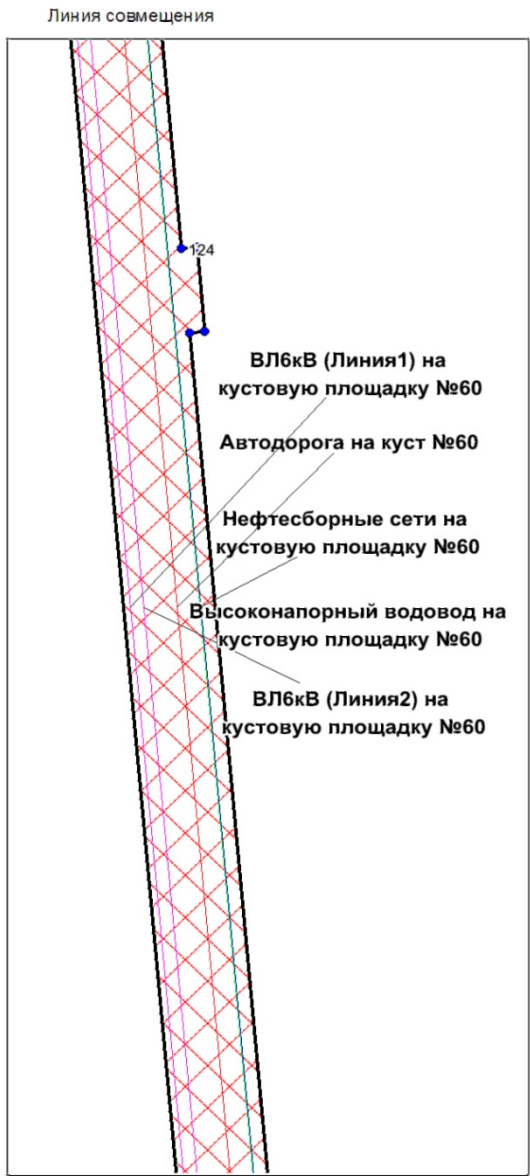 Линия совмещения
124
ВЛ6кВ (Линия1) на
кустовую площадку №60
Автодорога на куст №60
Нефтесборные сети на
кустовую площадку №60
Высоконапорный водовод на
кустовую площадку №60
ВЛ6кВ (Линия2) на
кустовую площадку №60